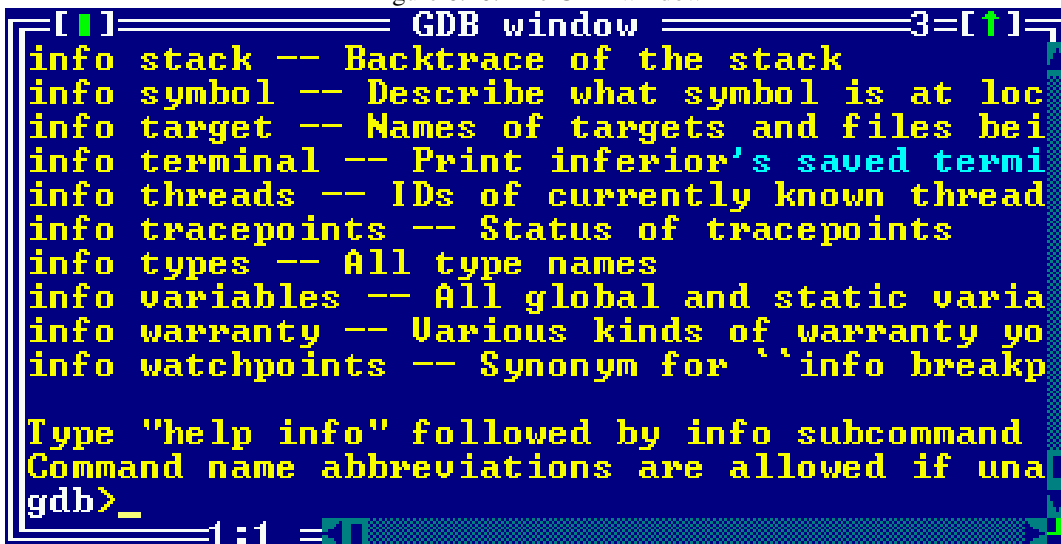 [▮] GDB window 3=[↑]
info stack -- Backtrace of the stack
info symbol -- Describe what symbol is at loc
info target -- Names of targets and files bei
info terminal -- Print inferior's saved termi
info threads -- IDs of currently known thread
info tracepoints -- Status of tracepoints
info types -- All type names
info variables -- All global and static varia
info warranty -- Various kinds of warranty yo
info watchpoints -- Synonym for ``info breakp
Type "help info" followed by info subcommand
Command name abbreviations are allowed if una
gdb>_
1:1